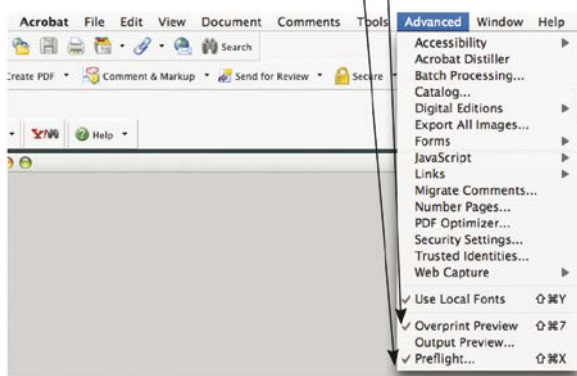 Acrobat File Edit View Document Comments Tools Advanced Window Help
Search
Create PDF Comment & Markup Send for Review Secure
Y! Help
Accessibility
Acrobat Distiller
Batch Processing...
Catalog...
Digital Editions
Export All Images...
Forms
JavaScript
Links
Migrate Comments...
Number Pages...
PDF Optimizer...
Security Settings...
Trusted Identities...
Web Capture
✓ Use Local Fonts ⇧⌘Y
✓ Overprint Preview ⇧⌘7
Output Preview...
✓ Preflight... ⇧⌘X